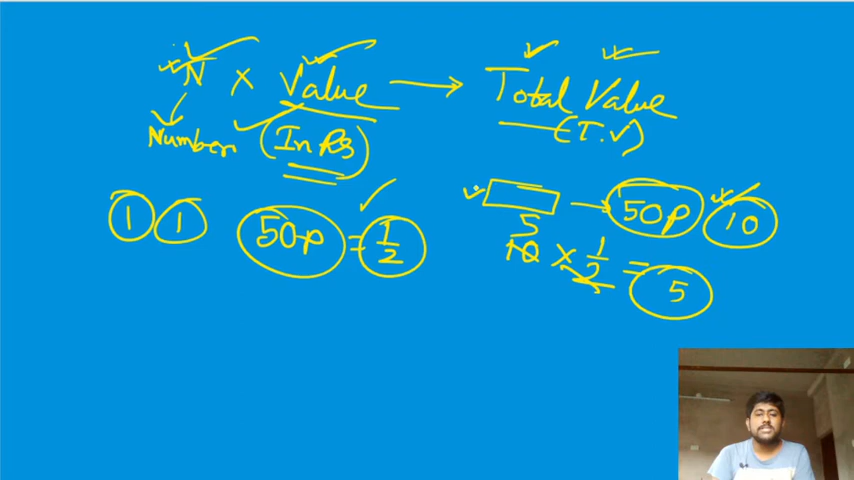 N × Value → Total Value
Number (In Rs) (T.V)
1 1 50p = 1/2 → 50p 10
5
10 × 1/2 = 5